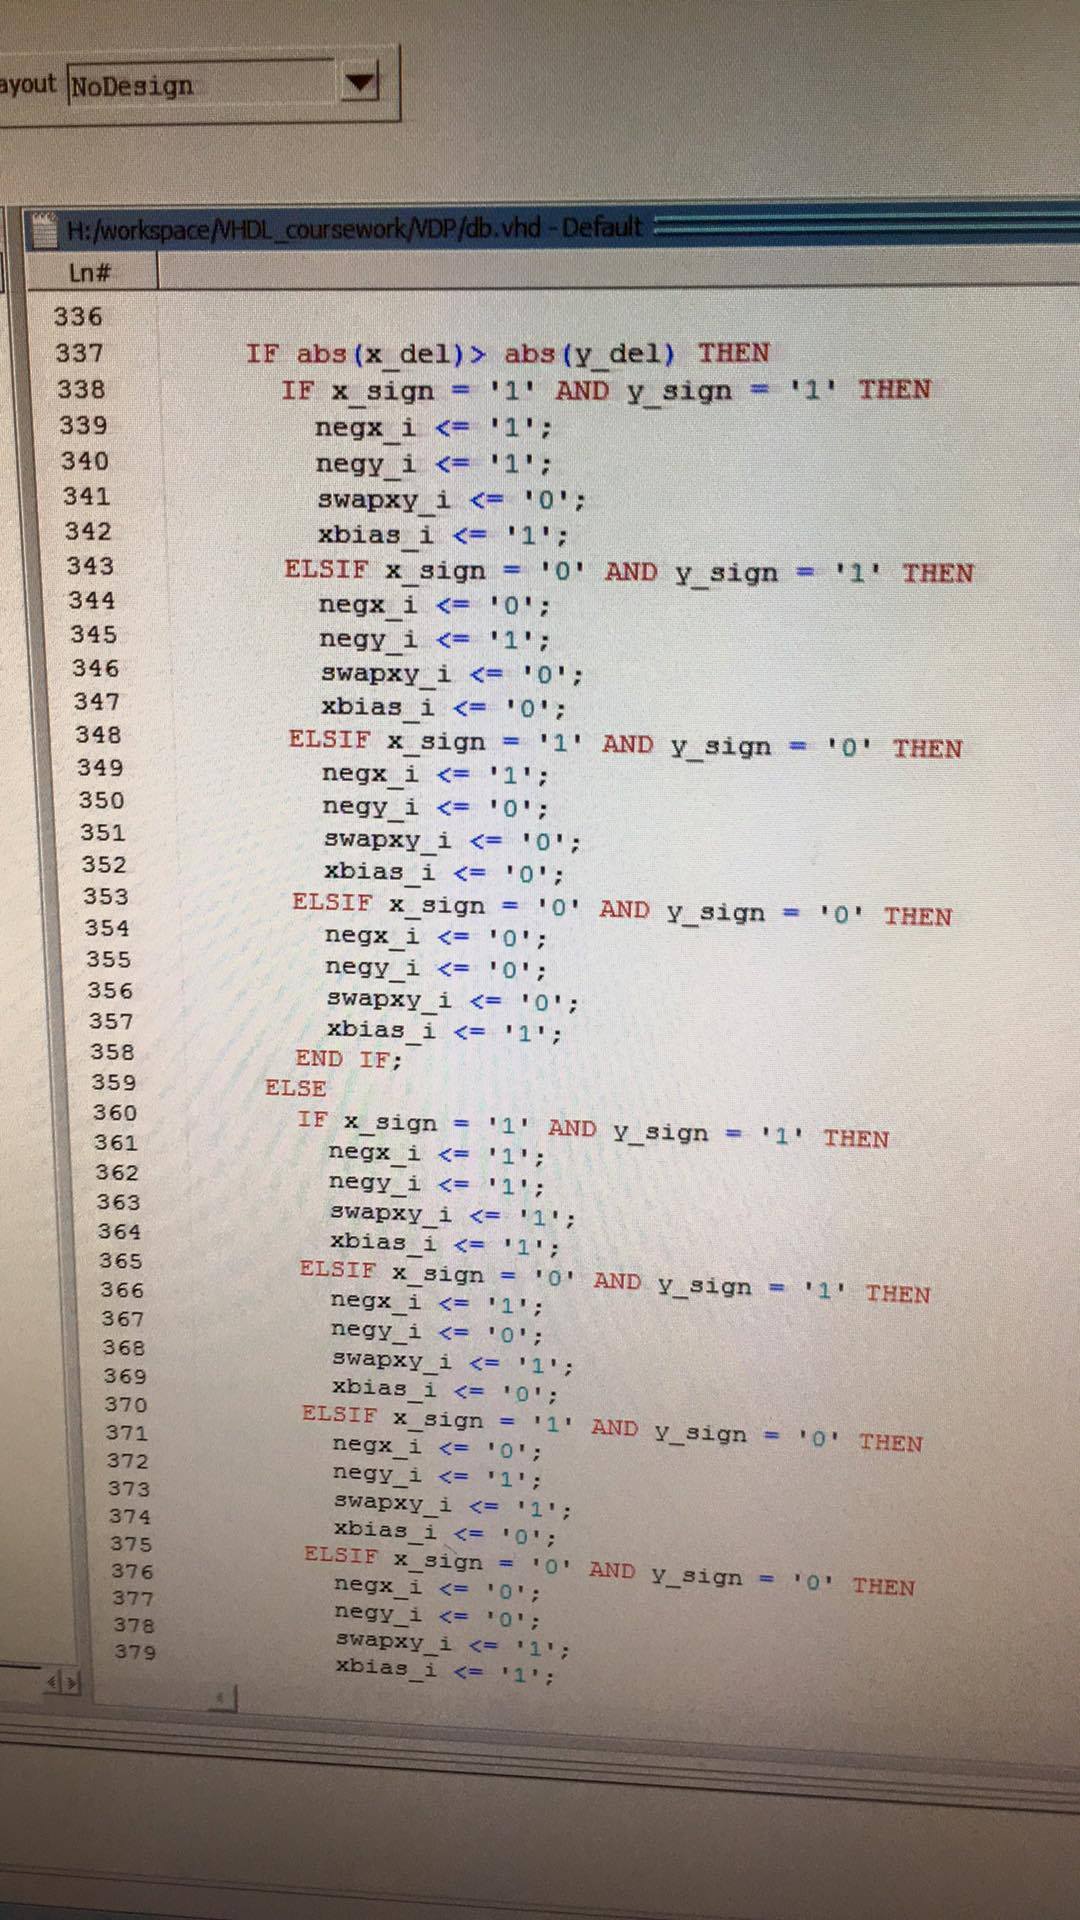 ayout NoDesign
H:/workspace/VHDL_coursework/VDP/db.vhd - Default
Ln#
336
337 IF abs(x_del)> abs(y_del) THEN
338 IF x_sign = '1' AND y_sign = '1' THEN
339 negx_i <= '1';
340 negy_i <= '1';
341 swapxy_i <= '0';
342 xbias_i <= '1';
343 ELSIF x_sign = '0' AND y_sign = '1' THEN
344 negx_i <= '0';
345 negy_i <= '1';
346 swapxy_i <= '0';
347 xbias_i <= '0';
348 ELSIF x_sign = '1' AND y_sign = '0' THEN
349 negx_i <= '1';
350 negy_i <= '0';
351 swapxy_i <= '0';
352 xbias_i <= '0';
353 ELSIF x_sign = '0' AND y_sign = '0' THEN
354 negx_i <= '0';
355 negy_i <= '0';
356 swapxy_i <= '0';
357 xbias_i <= '1';
358 END IF;
359 ELSE
360 IF x_sign = '1' AND y_sign = '1' THEN
361 negx_i <= '1';
362 negy_i <= '1';
363 swapxy_i <= '1';
364 xbias_i <= '1';
365 ELSIF x_sign = '0' AND y_sign = '1' THEN
366 negx_i <= '1';
367 negy_i <= '0';
368 swapxy_i <= '1';
369 xbias_i <= '0';
370 ELSIF x_sign = '1' AND y_sign = '0' THEN
371 negx_i <= '0';
372 negy_i <= '1';
373 swapxy_i <= '1';
374 xbias_i <= '0';
375 ELSIF x_sign = '0' AND y_sign = '0' THEN
376 negx_i <= '0';
377 negy_i <= '0';
378 swapxy_i <= '1';
379 xbias_i <= '1';